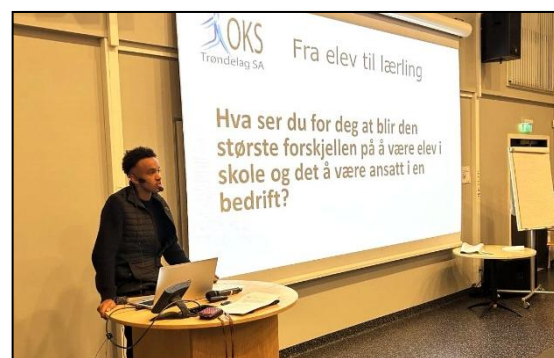 OKS
Trøndelag SA
Fra elev til lærling
Hva ser du for deg at blir den
største forskjellen på å være elev i
skole og det å være ansatt i en
bedrift?